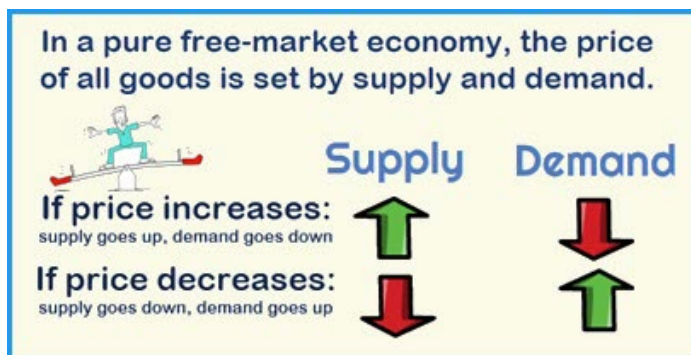 In a pure free-market economy, the price
of all goods is set by supply and demand.
Supply Demand
If price increases:
supply goes up, demand goes down
If price decreases:
supply goes down, demand goes up